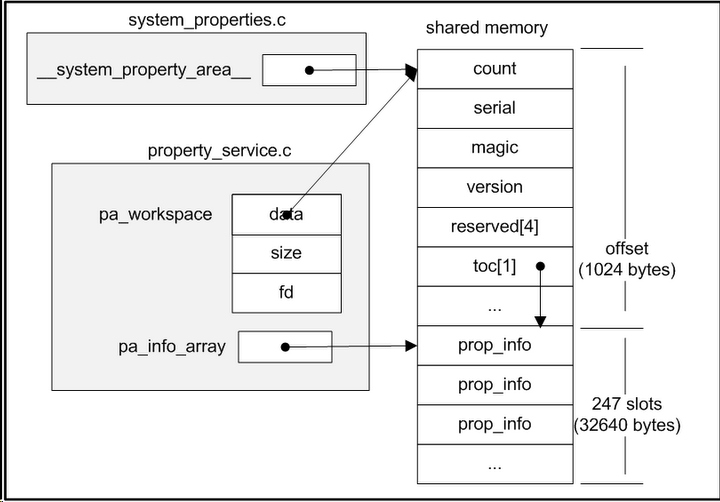 system_properties.c
__system_property_area__
shared memory
count
serial
magic
version
reserved[4]
toc[1]
...
prop_info
prop_info
prop_info
...
offset
(1024 bytes)
247 slots
(32640 bytes)
property_service.c
pa_workspace
data
size
fd
pa_info_array